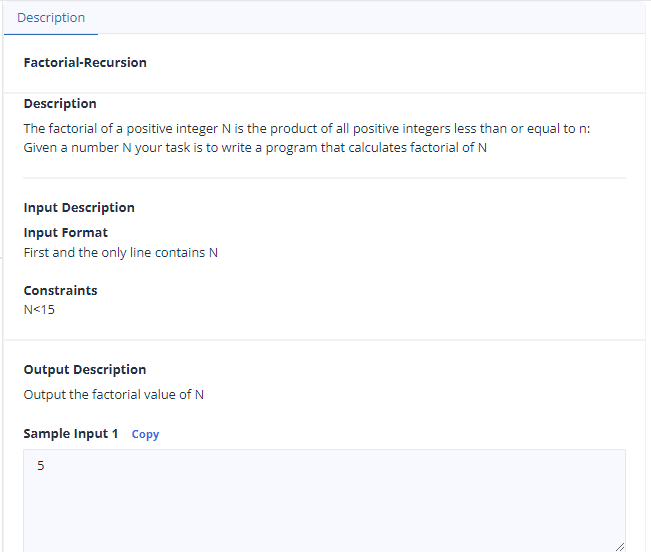 Description
Factorial-Recursion
Description
The factorial of a positive integer N is the product of all positive integers less than or equal to n:
Given a number N your task is to write a program that calculates factorial of N
Input Description
Input Format
First and the only line contains N
Constraints
N<15
Output Description
Output the factorial value of N
Sample Input 1 Copy
5